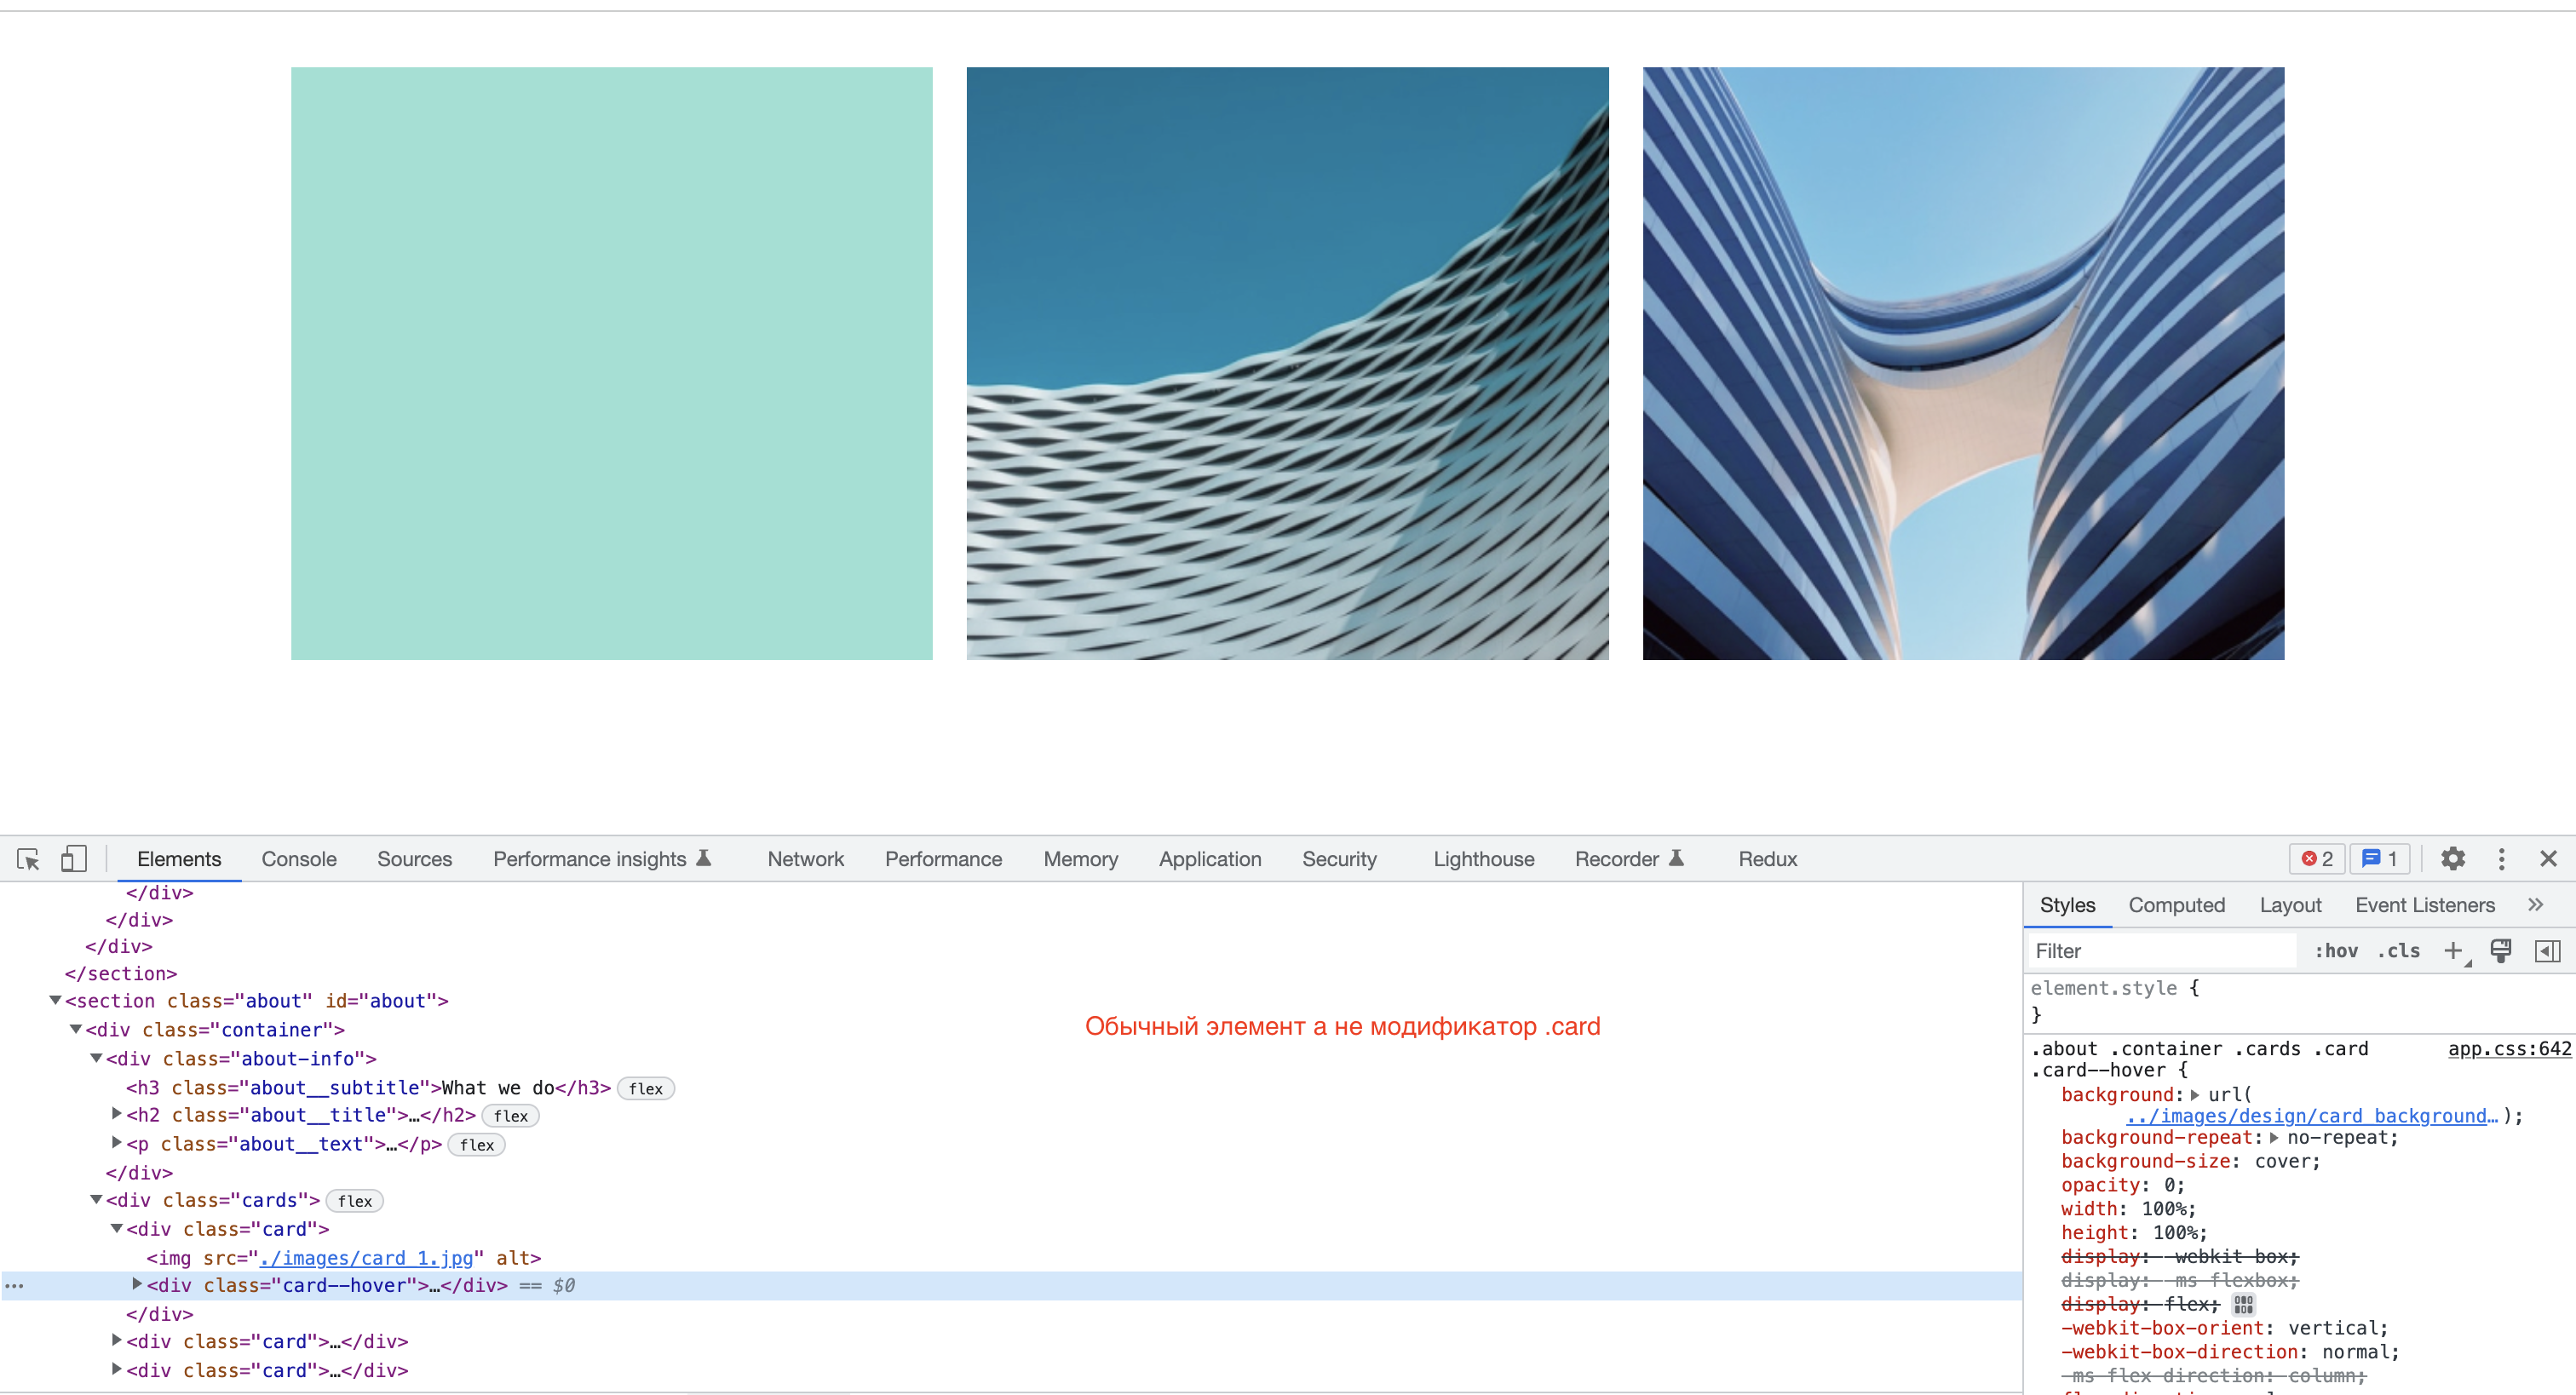 Elements Console Sources Performance insights Network Performance Memory Application Security Lighthouse Recorder Redux 2 1
</div>
</div>
</div>
</section>
<section class="about" id="about">
<div class="container">
<div class="about-info">
<h3 class="about__subtitle">What we do</h3> flex
<h2 class="about__title">…</h2> flex
<p class="about__text">…</p> flex
</div>
<div class="cards"> flex
<div class="card">
<img src="./images/card_1.jpg" alt>
<div class="card--hover">…</div> == $0
</div>
<div class="card">…</div>
<div class="card">…</div>
Обычный элемент а не модификатор .card
Styles Computed Layout Event Listeners
Filter :hov .cls
element.style {
}
.about .container .cards .card app.css:642
.card--hover {
background: url(
../images/design/card_background… );
background-repeat: no-repeat;
background-size: cover;
opacity: 0;
width: 100%;
height: 100%;
display: -webkit-box;
display: -ms-flexbox;
display: flex;
-webkit-box-orient: vertical;
-webkit-box-direction: normal;
-ms-flex-direction: column;